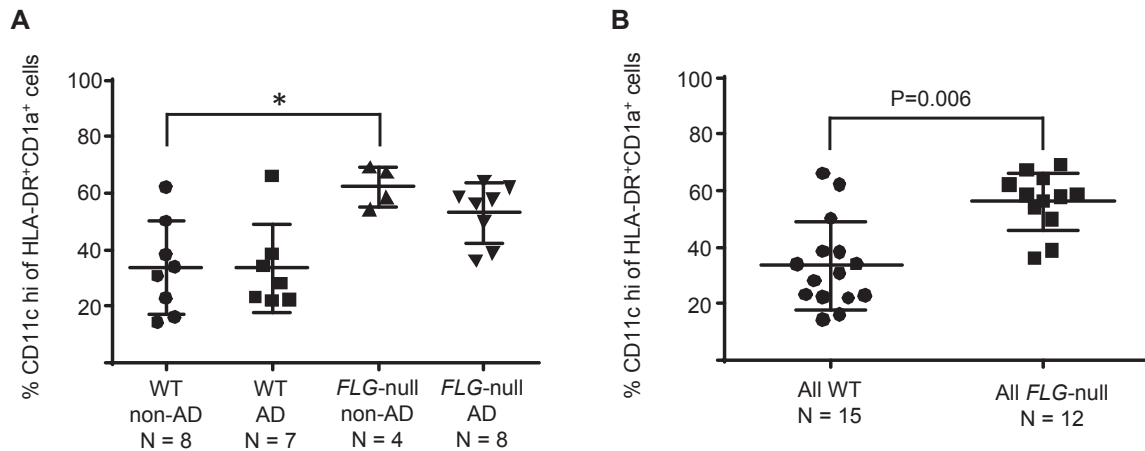 A
% CD11c hi of HLA-DR⁺CD1a⁺ cells
100
80
60
40
20
*
WT
non-AD
N = 8
WT
AD
N = 7
FLG-null
non-AD
N = 4
FLG-null
AD
N = 8
B
% CD11c hi of HLA-DR⁺CD1a⁺ cells
100
80
60
40
20
P=0.006
All WT
N = 15
All FLG-null
N = 12